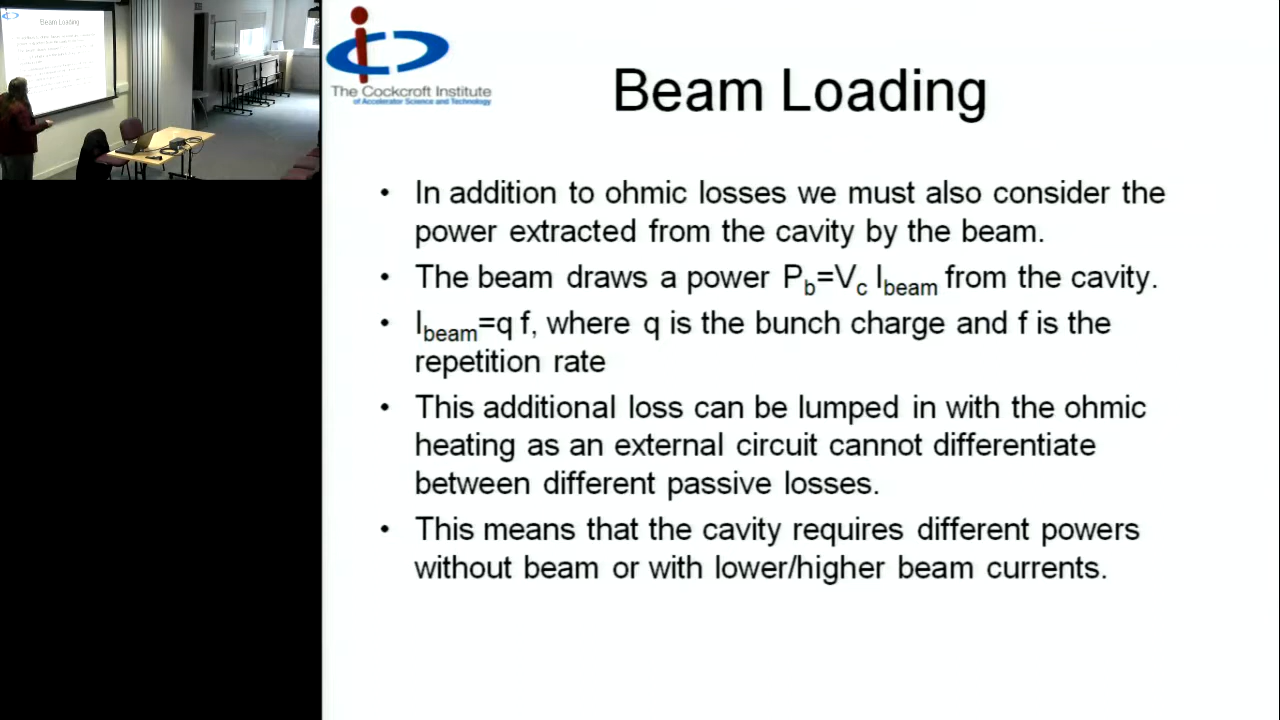 Beam Loading
The Cockcroft Institute
of Accelerator Science and Technology
Beam Loading
• In addition to ohmic losses we must also consider the
power extracted from the cavity by the beam.
• The beam draws a power Pb=Vc Ibeam from the cavity.
• Ibeam=q f, where q is the bunch charge and f is the
repetition rate
• This additional loss can be lumped in with the ohmic
heating as an external circuit cannot differentiate
between different passive losses.
• This means that the cavity requires different powers
without beam or with lower/higher beam currents.